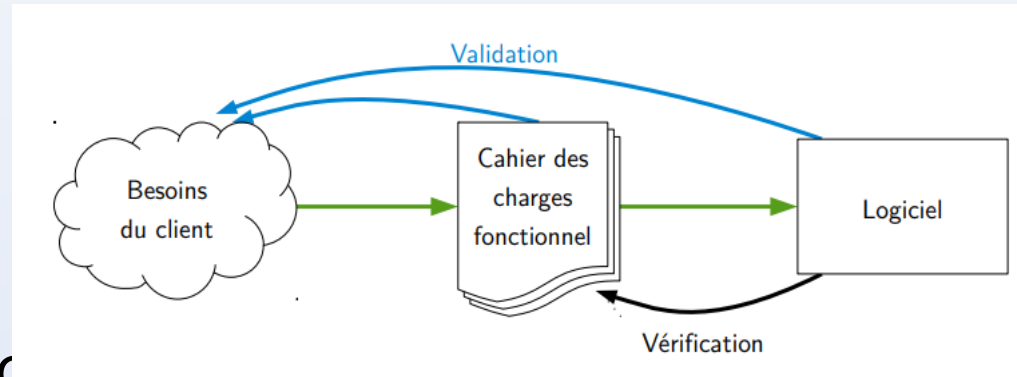 Validation
Besoins
du client
Cahier des
charges
fonctionnel
Logiciel
Vérification